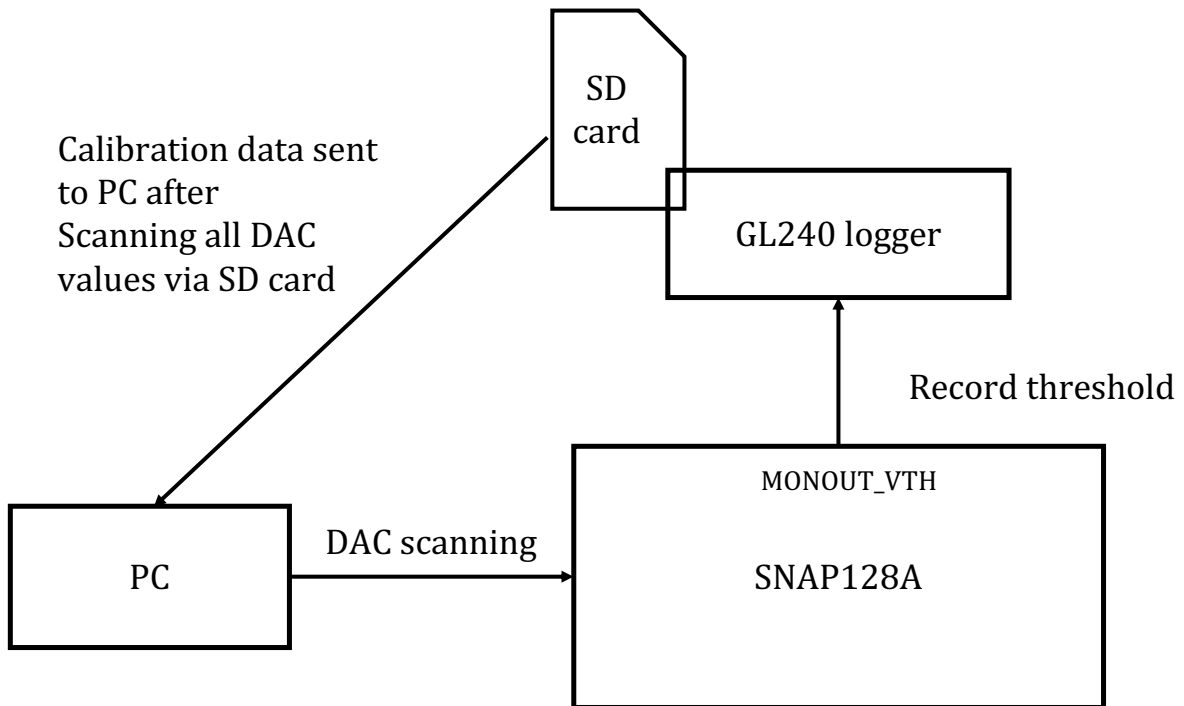 SD
card
Calibration data sent
to PC after
Scanning all DAC
values via SD card
GL240 logger
Record threshold
MONOUT_VTH
DAC scanning
PC
SNAP128A